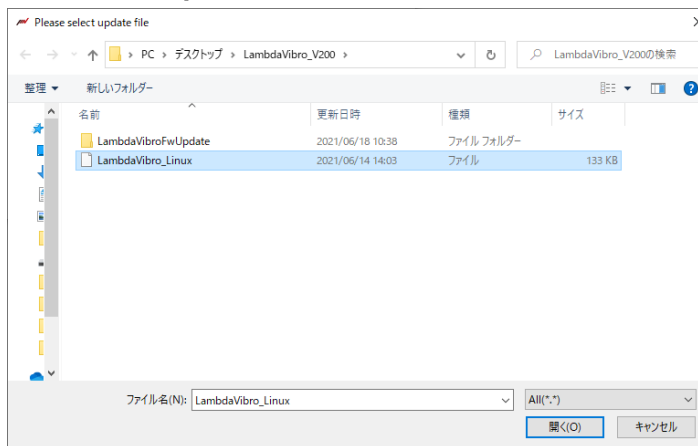 Please select update file
PC › デスクトップ › LambdaVibro_V200 ›
LambdaVibro_V200の検索
整理 新しいフォルダー
名前 更新日時 種類 サイズ
LambdaVibroFwUpdate 2021/06/18 10:38 ファイル フォルダー
LambdaVibro_Linux 2021/06/14 14:03 ファイル 133 KB
ファイル名(N): LambdaVibro_Linux All(*.*)
開く(O) キャンセル